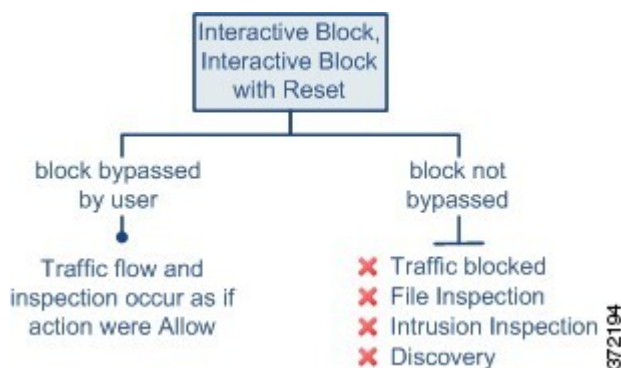 Interactive Block,
Interactive Block
with Reset
block bypassed
by user
block not
bypassed
Traffic flow and
inspection occur as if
action were Allow
Traffic blocked
File Inspection
Intrusion Inspection
Discovery
372194